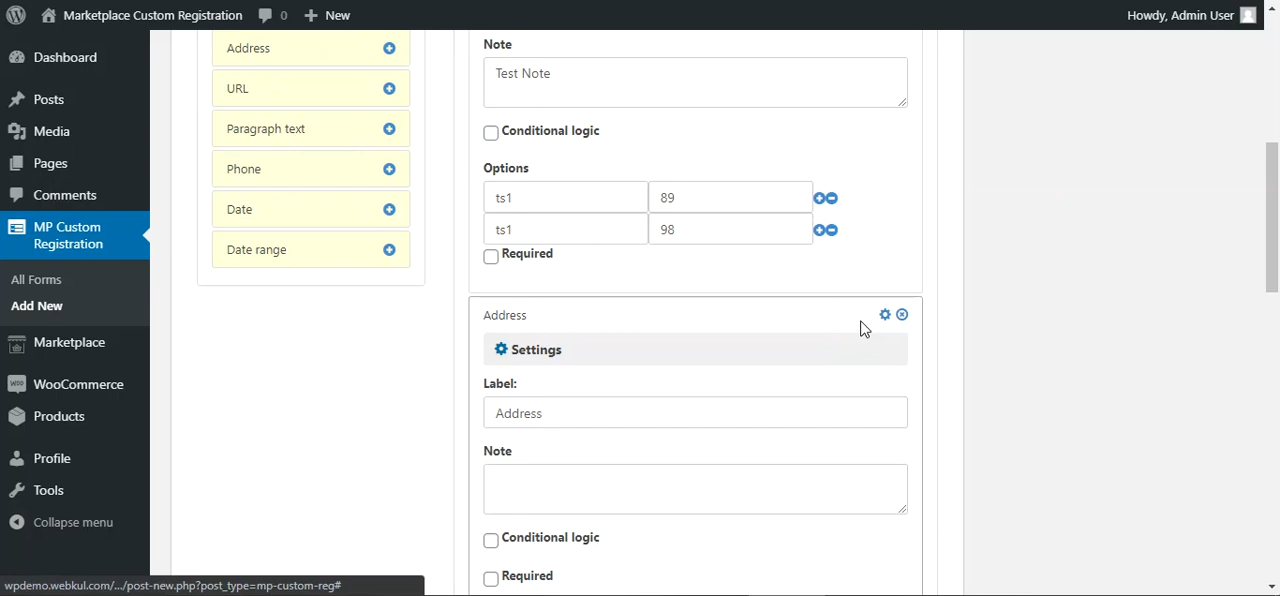 Marketplace Custom Registration 0 New Howdy, Admin User
Dashboard
Posts
Media
Pages
Comments
MP Custom
Registration
All Forms
Add New
Marketplace
WooCommerce
Products
Profile
Tools
Collapse menu
Address
URL
Paragraph text
Phone
Date
Date range
Note
Test Note
Conditional logic
Options
ts1 89
ts1 98
Required
Address
Settings
Label:
Address
Note
Conditional logic
Required
wpdemo.webkul.com/.../post-new.php?post_type=mp-custom-reg#